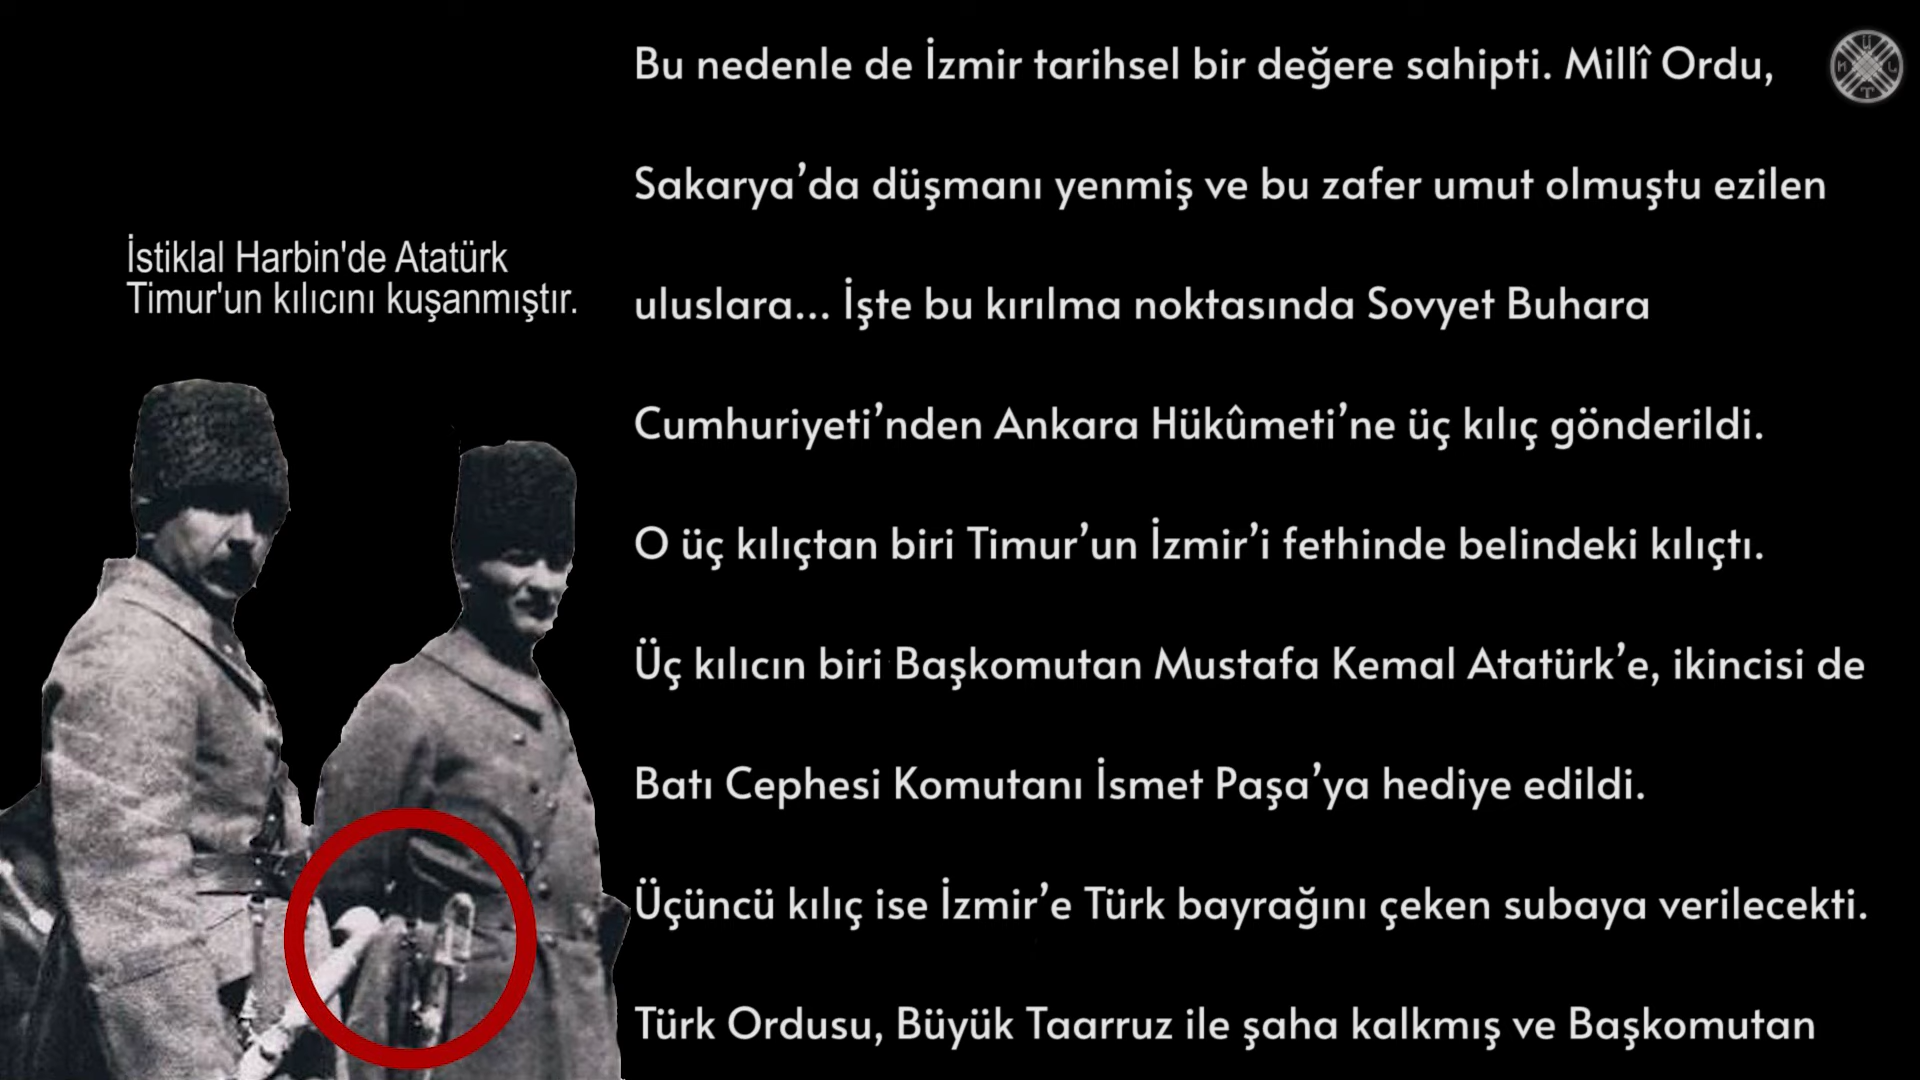 İstiklal Harbin'de Atatürk
Timur'un kılıcını kuşanmıştır.
Bu nedenle de İzmir tarihsel bir değere sahipti. Millî Ordu,
Sakarya’da düşmanı yenmiş ve bu zafer umut olmuştu ezilen
uluslara... İşte bu kırılma noktasında Sovyet Buhara
Cumhuriyeti’nden Ankara Hükûmeti’ne üç kılıç gönderildi.
O üç kılıçtan biri Timur’un İzmir’i fethinde belindeki kılıçtı.
Üç kılıcın biri Başkomutan Mustafa Kemal Atatürk’e, ikincisi de
Batı Cephesi Komutanı İsmet Paşa’ya hediye edildi.
Üçüncü kılıç ise İzmir’e Türk bayrağını çeken subaya verilecekti.
Türk Ordusu, Büyük Taarruz ile şaha kalkmış ve Başkomutan